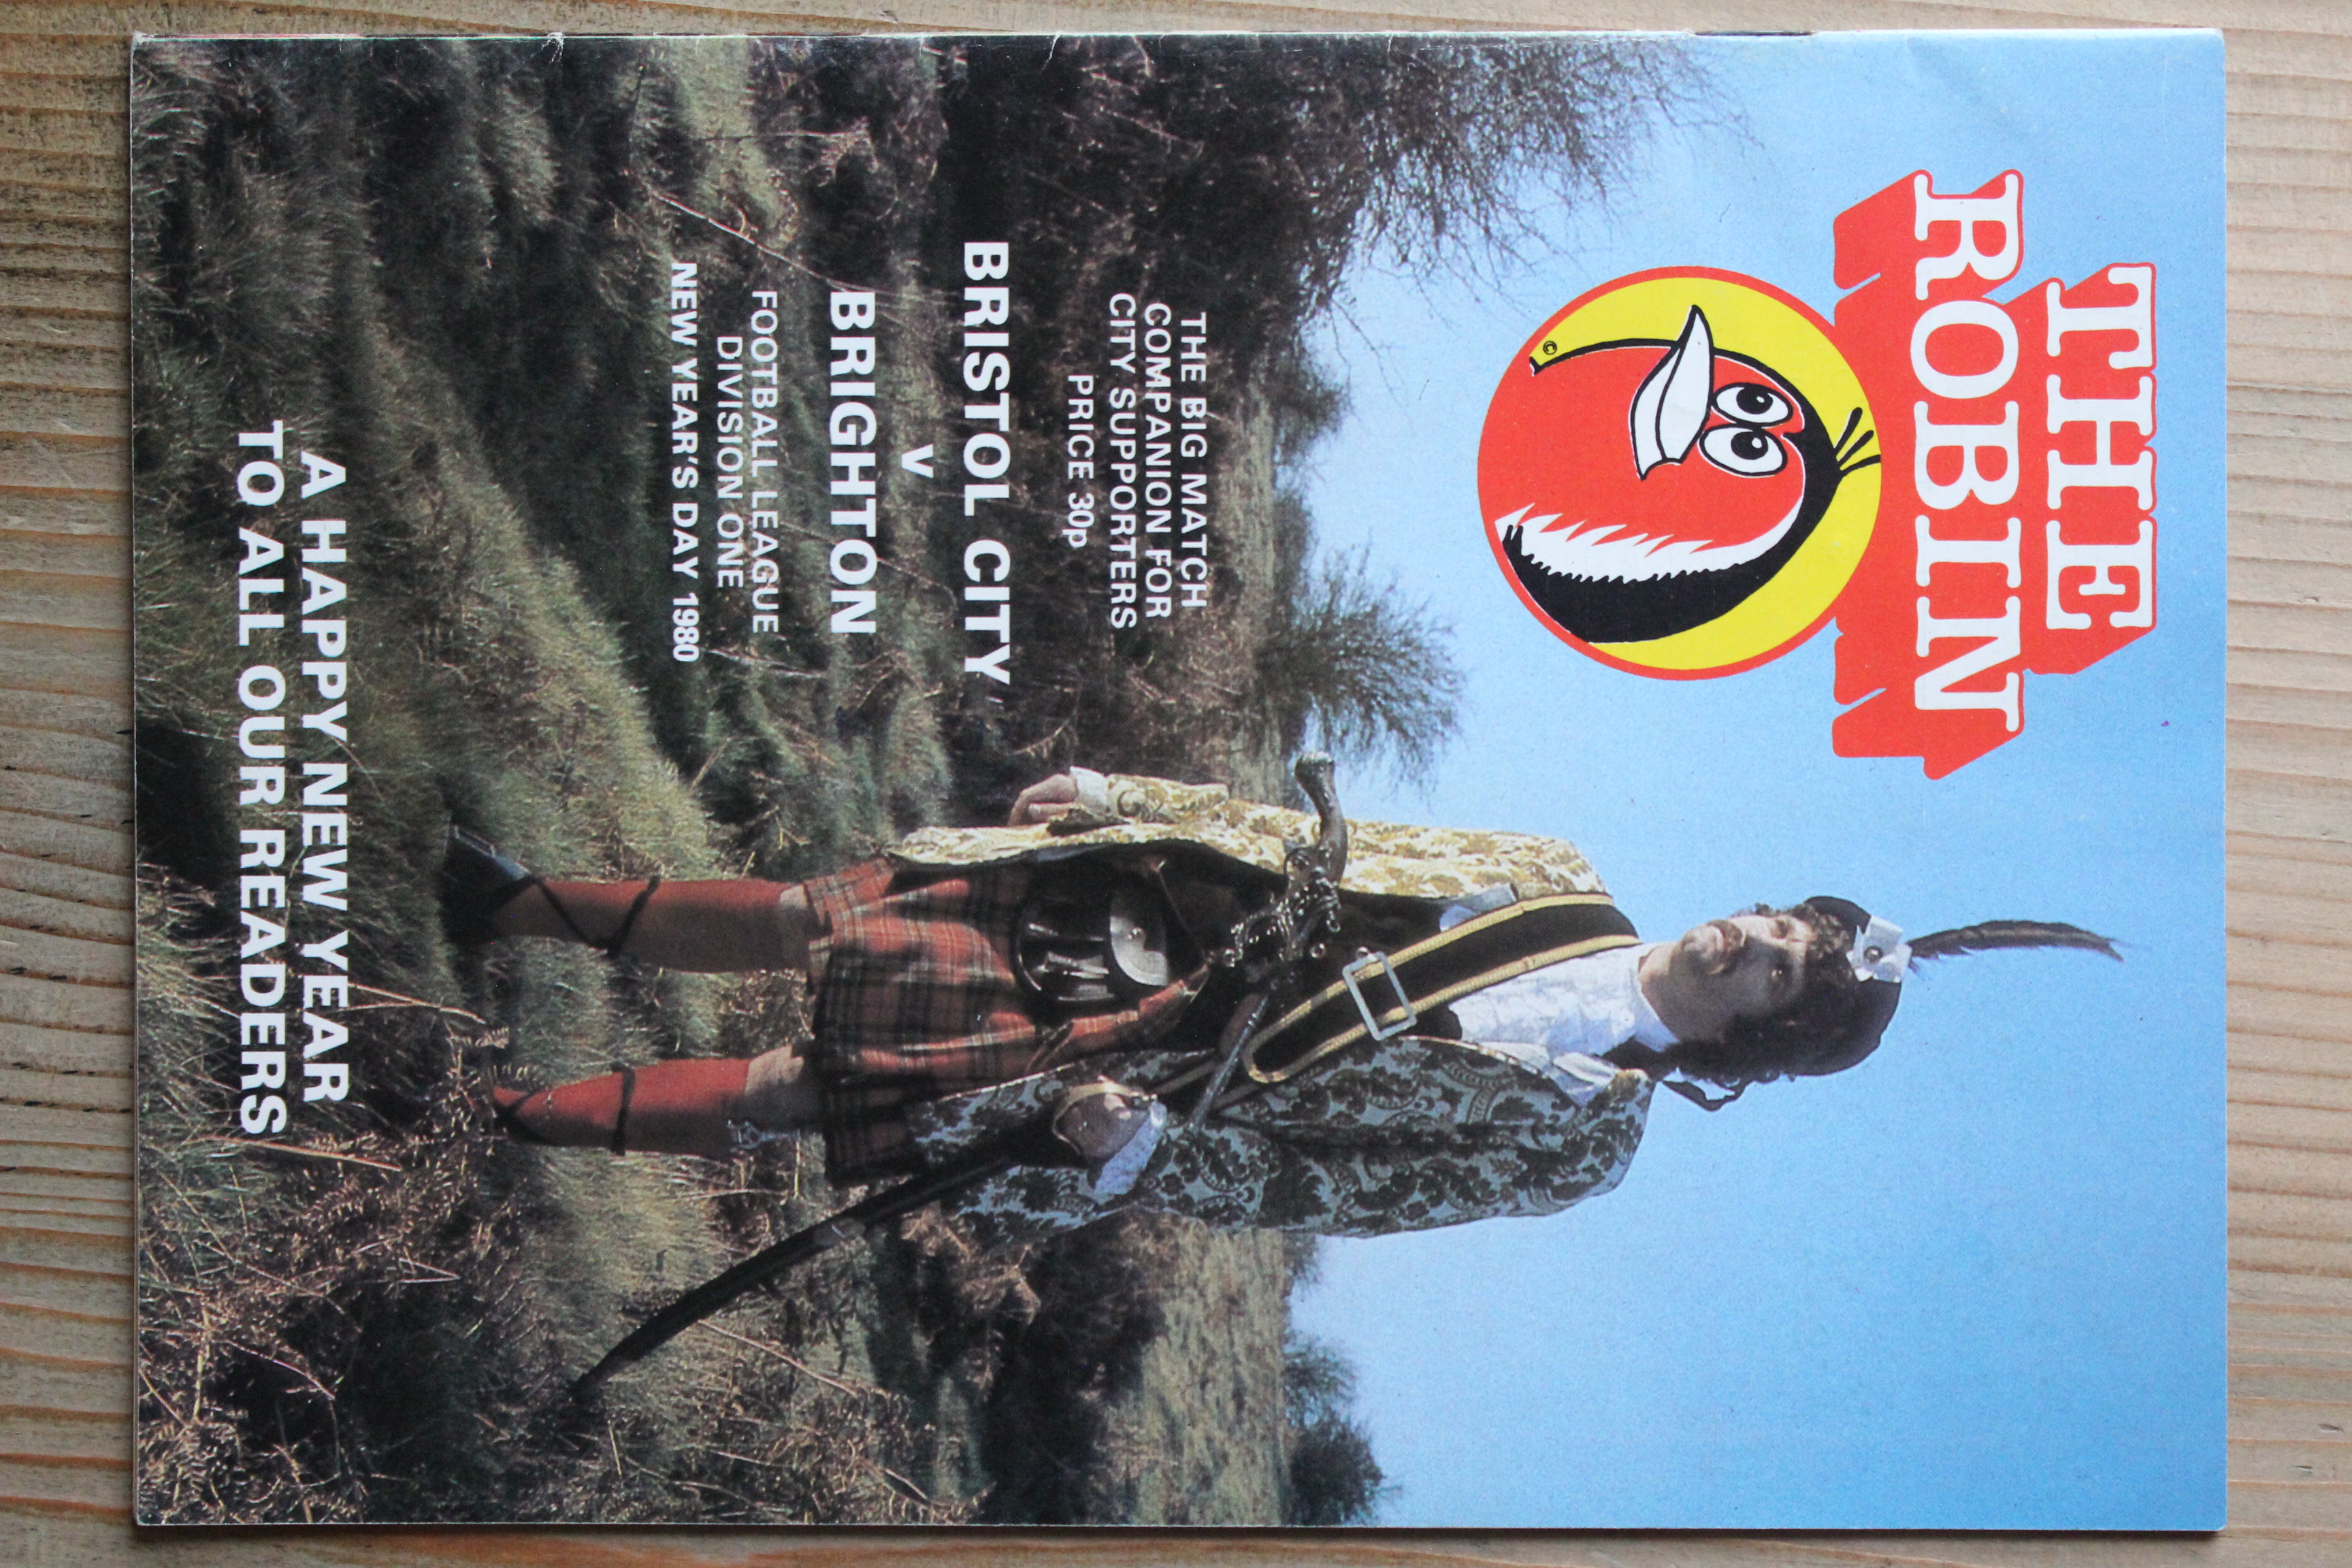 THE
ROBIN
©
THE BIG MATCH
COMPANION FOR
CITY SUPPORTERS
PRICE 30p
BRISTOL CITY
V
BRIGHTON
FOOTBALL LEAGUE
DIVISION ONE
NEW YEAR'S DAY 1980
A HAPPY NEW YEAR
TO ALL OUR READERS